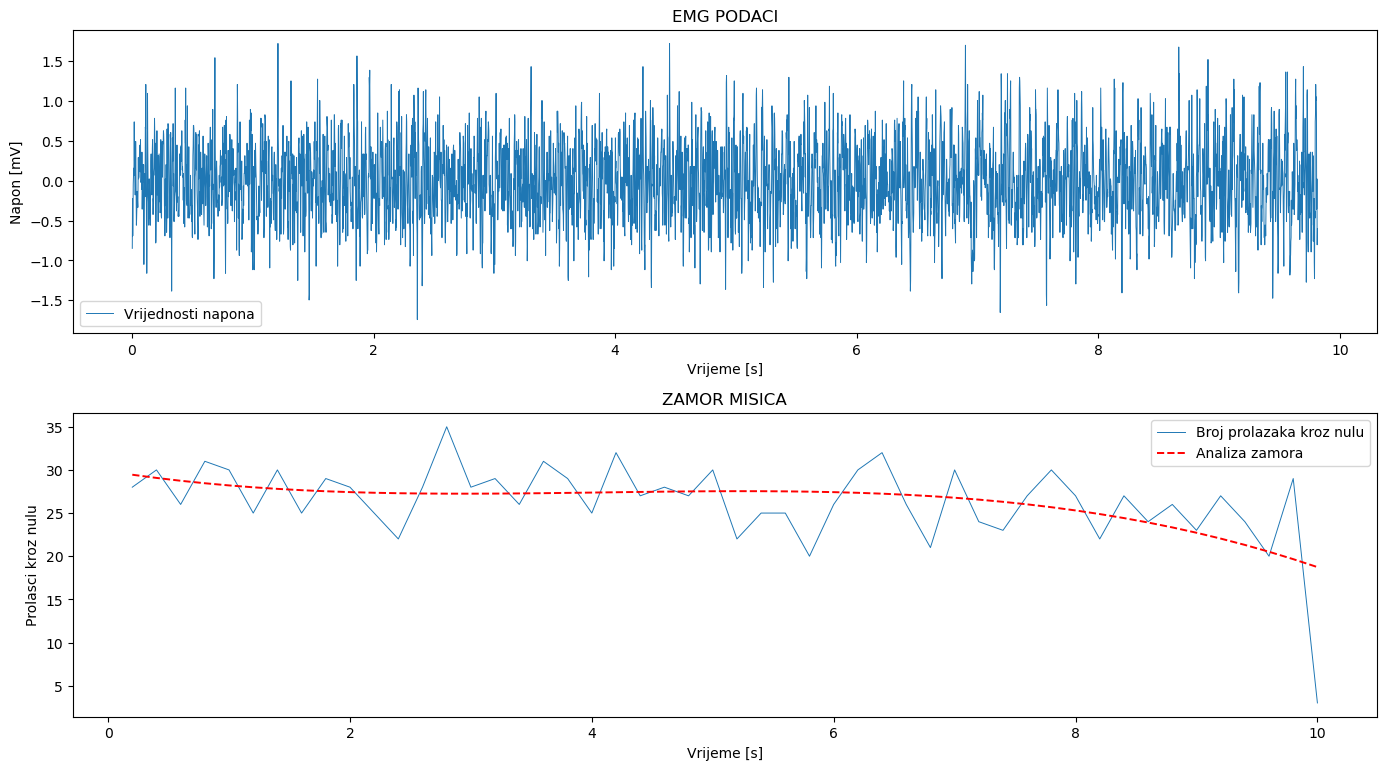 EMG PODACI
Napon [mV]
1.5
1.0
0.5
0.0
−0.5
−1.0
−1.5
Vrijednosti napona
0 2 4 6 8 10
Vrijeme [s]
ZAMOR MISICA
Prolasci kroz nulu
35
30
25
20
15
10
5
Broj prolazaka kroz nulu
Analiza zamora
0 2 4 6 8 10
Vrijeme [s]